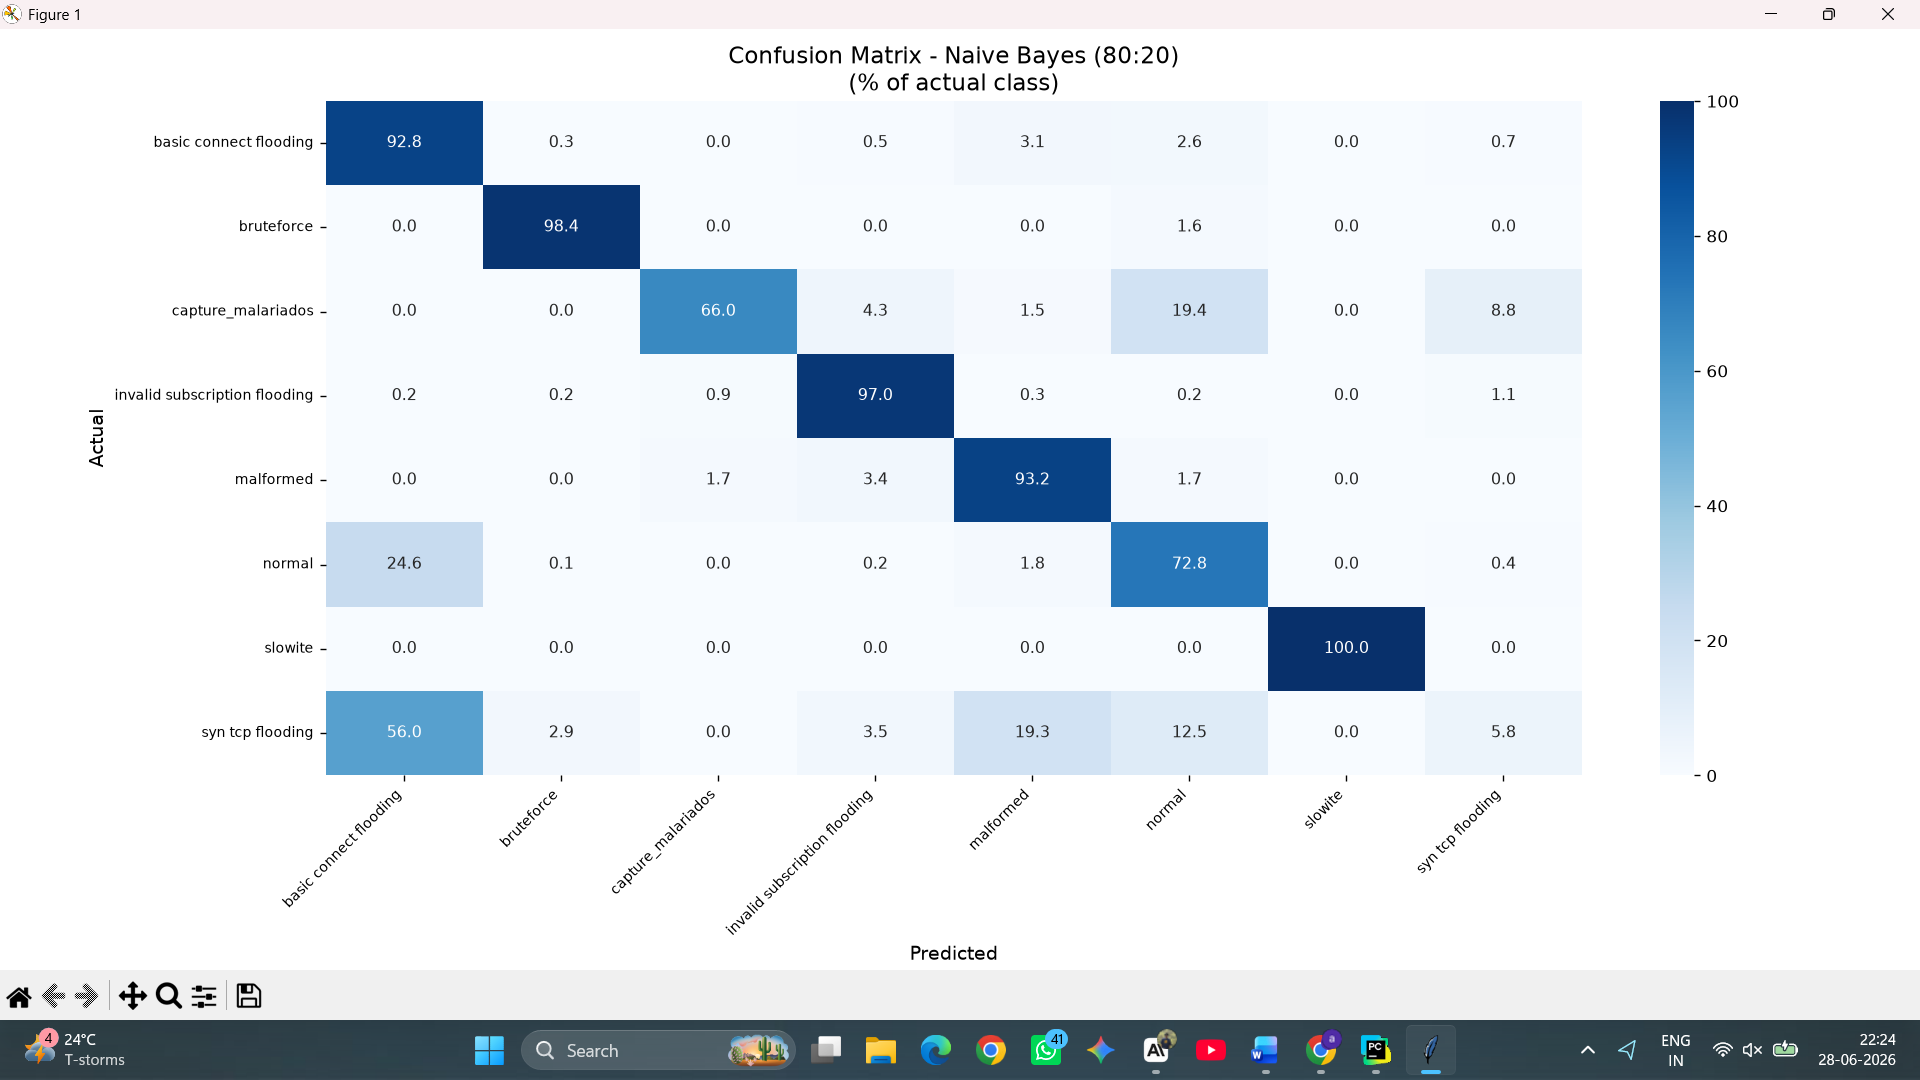 Figure 1
Confusion Matrix - Naive Bayes (80:20)
(% of actual class)
basic connect flooding 92.8 0.3 0.0 0.5 3.1 2.6 0.0 0.7
bruteforce 0.0 98.4 0.0 0.0 0.0 1.6 0.0 0.0
capture_malariados 0.0 0.0 66.0 4.3 1.5 19.4 0.0 8.8
invalid subscription flooding 0.2 0.2 0.9 97.0 0.3 0.2 0.0 1.1
malformed 0.0 0.0 1.7 3.4 93.2 1.7 0.0 0.0
normal 24.6 0.1 0.0 0.2 1.8 72.8 0.0 0.4
slowite 0.0 0.0 0.0 0.0 0.0 0.0 100.0 0.0
syn tcp flooding 56.0 2.9 0.0 3.5 19.3 12.5 0.0 5.8
Actual
basic connect flooding
bruteforce
capture_malariados
invalid subscription flooding
malformed
normal
slowite
syn tcp flooding
Predicted
100
80
60
40
20
0
4
24°C
T-storms
Search
41
AI
W
a
PC
ENG
IN
22:24
28-06-2026